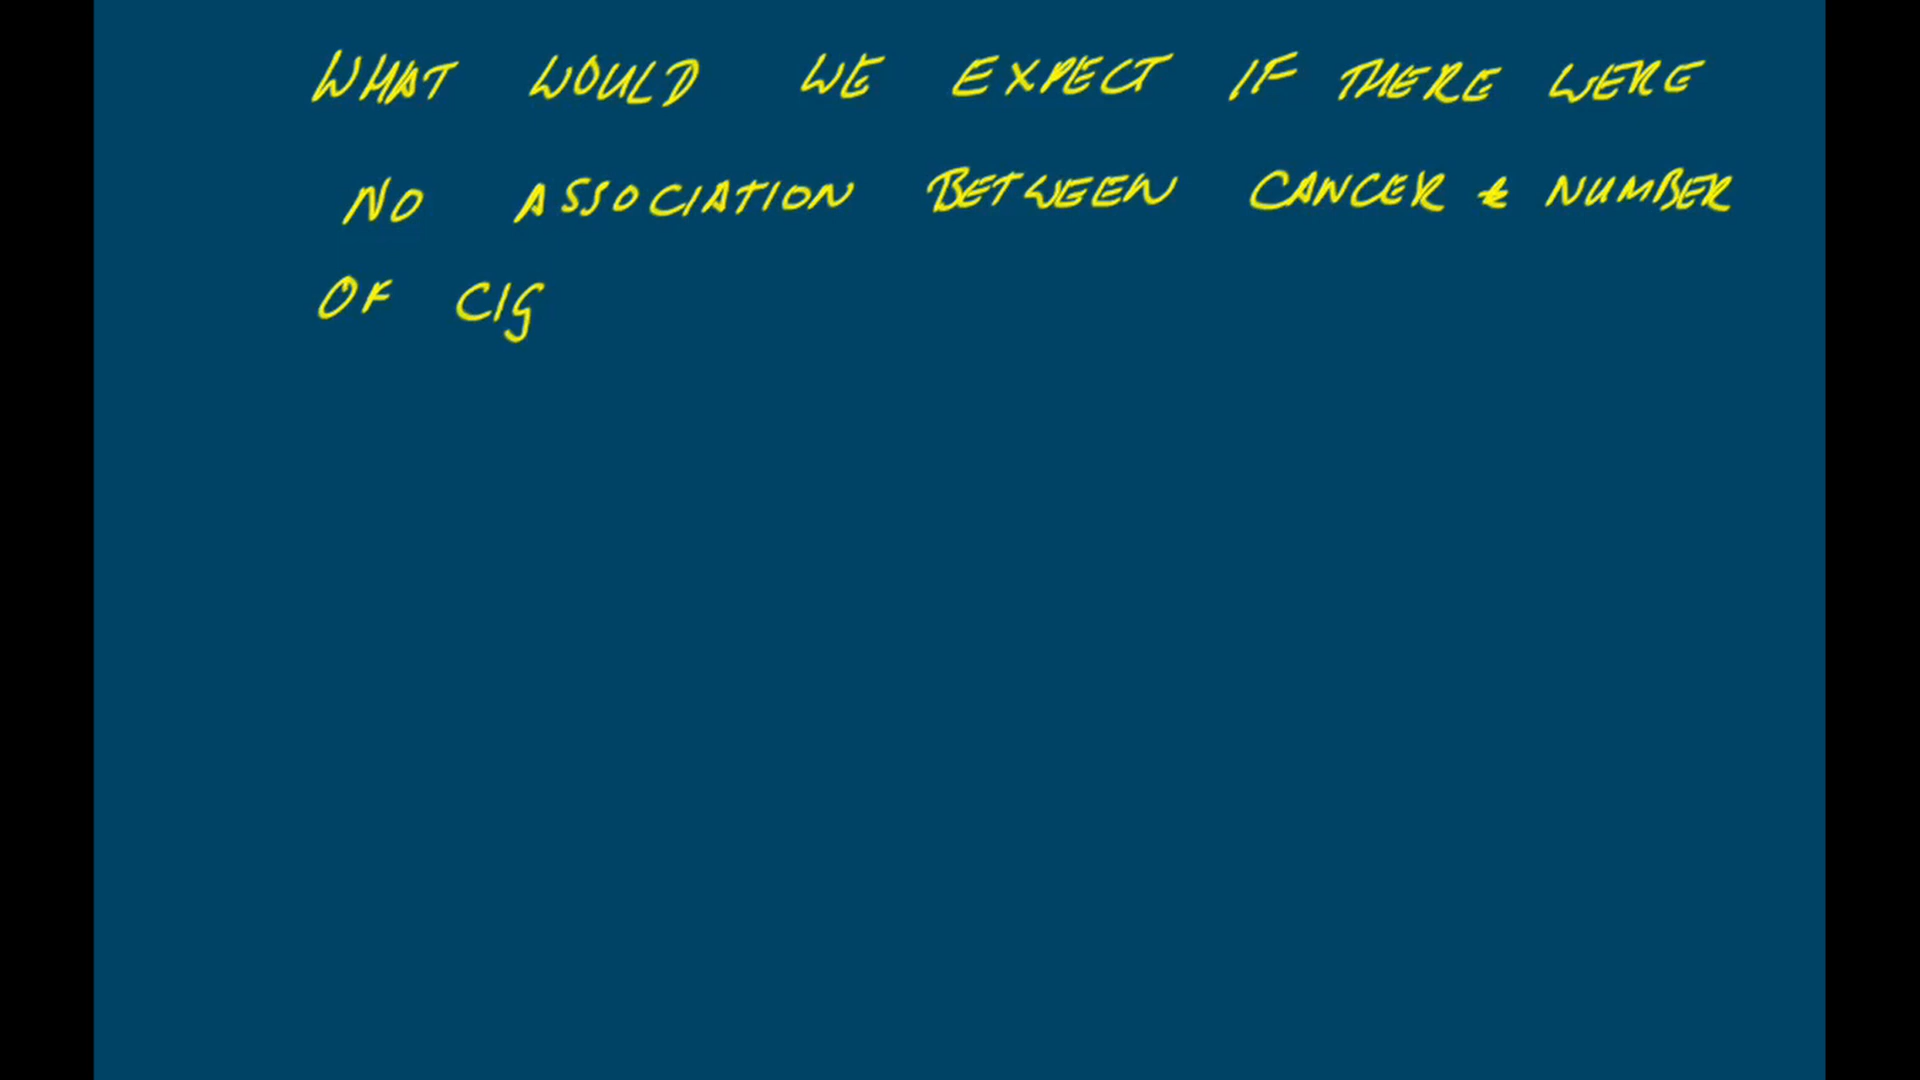 WHAT WOULD WE EXPECT IF THERE WERE
NO ASSOCIATION BETWEEN CANCER & NUMBER
OF CIG